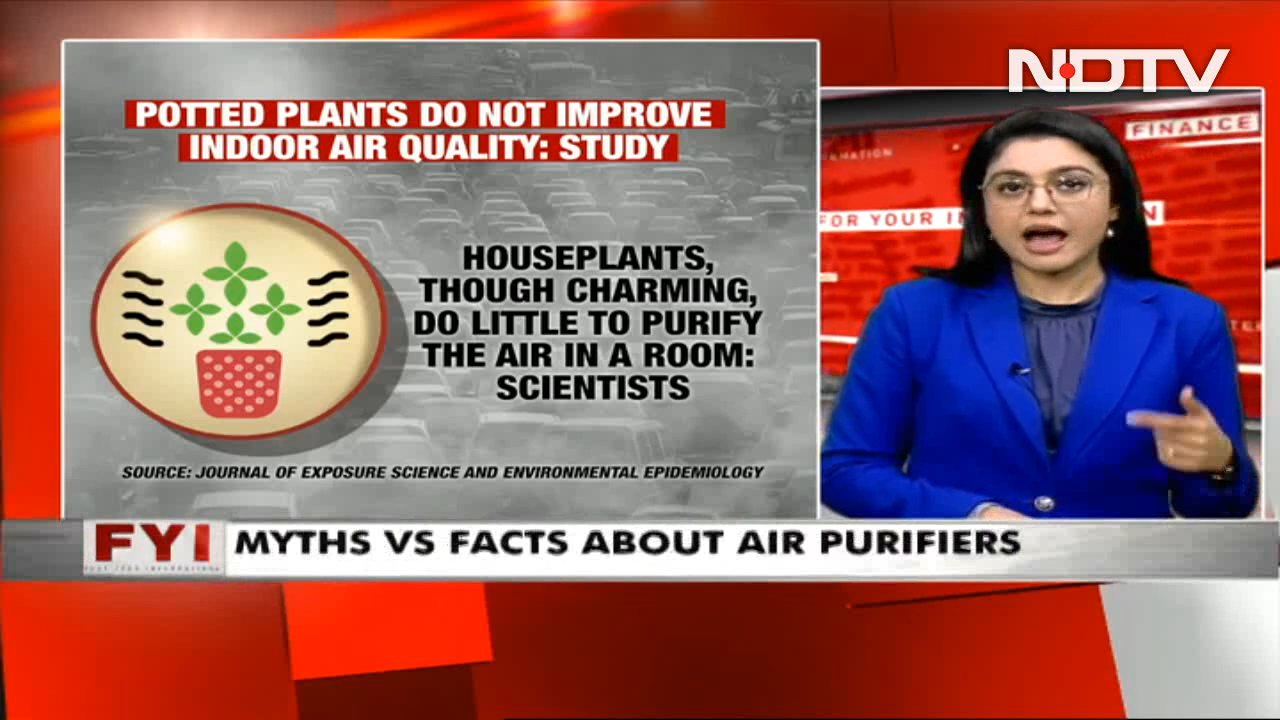 NDTV
POTTED PLANTS DO NOT IMPROVE
INDOOR AIR QUALITY: STUDY
HOUSEPLANTS,
THOUGH CHARMING,
DO LITTLE TO PURIFY
THE AIR IN A ROOM:
SCIENTISTS
SOURCE: JOURNAL OF EXPOSURE SCIENCE AND ENVIRONMENTAL EPIDEMIOLOGY
FINANCE
FOR YOUR IN
FYI
MYTHS VS FACTS ABOUT AIR PURIFIERS